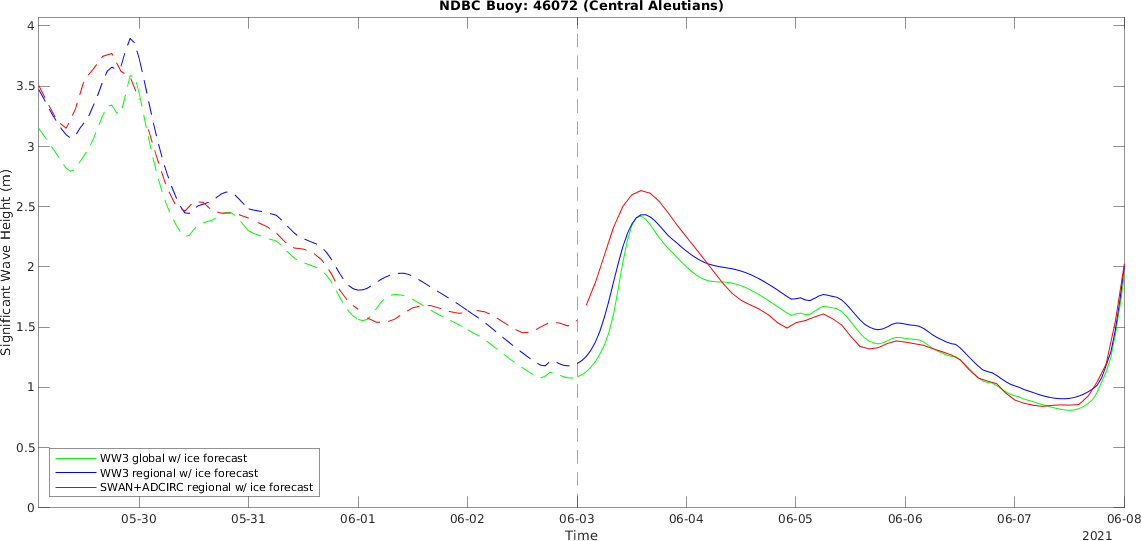 NDBC Buoy: 46072 (Central Aleutians)
Significant Wave Height (m)
4
3.5
3
2.5
2
1.5
1
0.5
0
WW3 global w/ ice forecast
WW3 regional w/ ice forecast
SWAN+ADCIRC regional w/ ice forecast
05-30 05-31 06-01 06-02 06-03 06-04 06-05 06-06 06-07 06-08
Time
2021